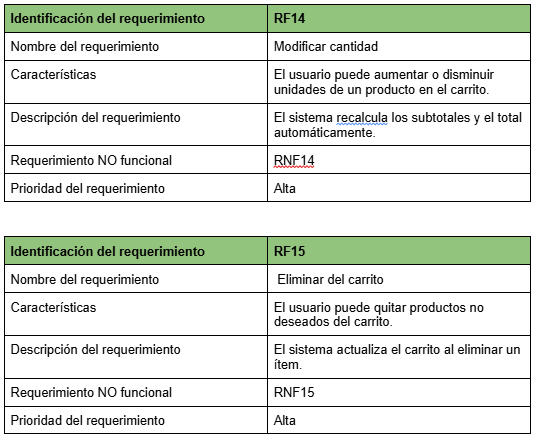 Identificación del requerimiento RF14
Nombre del requerimiento Modificar cantidad
Características El usuario puede aumentar o disminuir
unidades de un producto en el carrito.
Descripción del requerimiento El sistema recalcula los subtotales y el total
automáticamente.
Requerimiento NO funcional RNF14
Prioridad del requerimiento Alta
Identificación del requerimiento RF15
Nombre del requerimiento Eliminar del carrito
Características El usuario puede quitar productos no
deseados del carrito.
Descripción del requerimiento El sistema actualiza el carrito al eliminar un
ítem.
Requerimiento NO funcional RNF15
Prioridad del requerimiento Alta